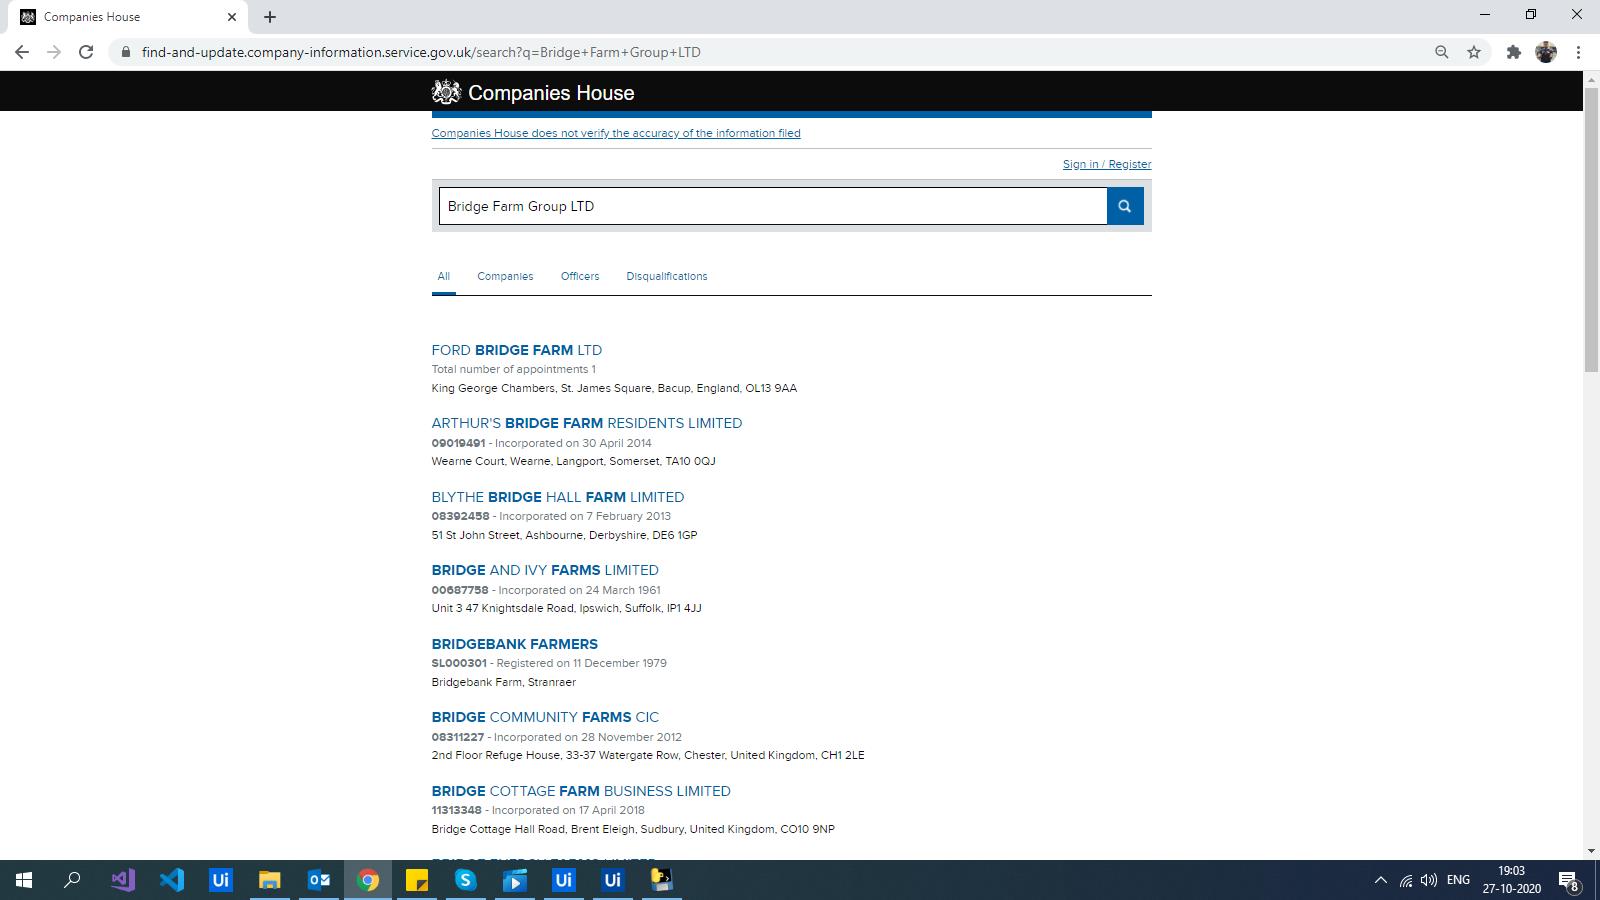 Companies House
find-and-update.company-information.service.gov.uk/search?q=Bridge+Farm+Group+LTD
Companies House
Companies House does not verify the accuracy of the information filed
Sign in / Register
Bridge Farm Group LTD
All Companies Officers Disqualifications
FORD BRIDGE FARM LTD
Total number of appointments 1
King George Chambers, St. James Square, Bacup, England, OL13 9AA
ARTHUR'S BRIDGE FARM RESIDENTS LIMITED
09019491 - Incorporated on 30 April 2014
Wearne Court, Wearne, Langport, Somerset, TA10 0QJ
BLYTHE BRIDGE HALL FARM LIMITED
08392458 - Incorporated on 7 February 2013
51 St John Street, Ashbourne, Derbyshire, DE6 1GP
BRIDGE AND IVY FARMS LIMITED
00687758 - Incorporated on 24 March 1961
Unit 3 47 Knightsdale Road, Ipswich, Suffolk, IP1 4JJ
BRIDGEBANK FARMERS
SL000301 - Registered on 11 December 1979
Bridgebank Farm, Stranraer
BRIDGE COMMUNITY FARMS CIC
08311227 - Incorporated on 28 November 2012
2nd Floor Refuge House, 33-37 Watergate Row, Chester, United Kingdom, CH1 2LE
BRIDGE COTTAGE FARM BUSINESS LIMITED
11313348 - Incorporated on 17 April 2018
Bridge Cottage Hall Road, Brent Eleigh, Sudbury, United Kingdom, CO10 9NP
Ui Ui Ui
ENG
19:03
27-10-2020
8